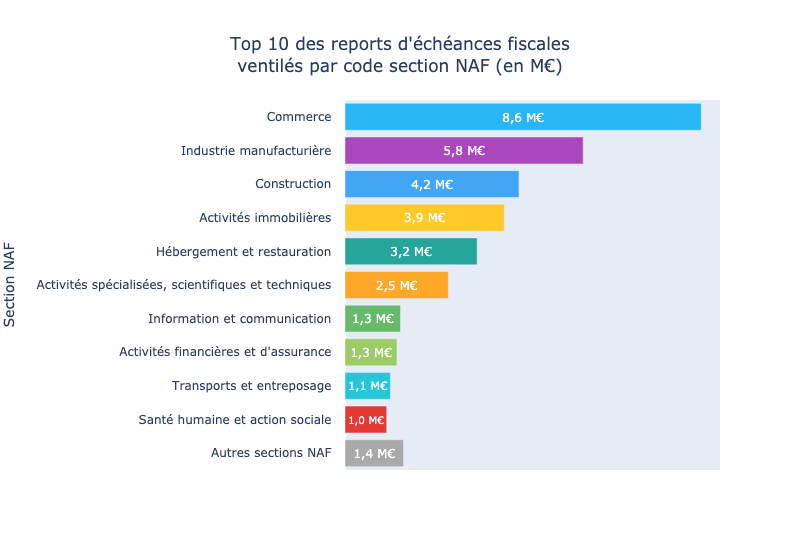 Top 10 des reports d'échéances fiscales
ventilés par code section NAF (en M€)
Section NAF
Commerce 8,6 M€
Industrie manufacturière 5,8 M€
Construction 4,2 M€
Activités immobilières 3,9 M€
Hébergement et restauration 3,2 M€
Activités spécialisées, scientifiques et techniques 2,5 M€
Information et communication 1,3 M€
Activités financières et d'assurance 1,3 M€
Transports et entreposage 1,1 M€
Santé humaine et action sociale 1,0 M€
Autres sections NAF 1,4 M€